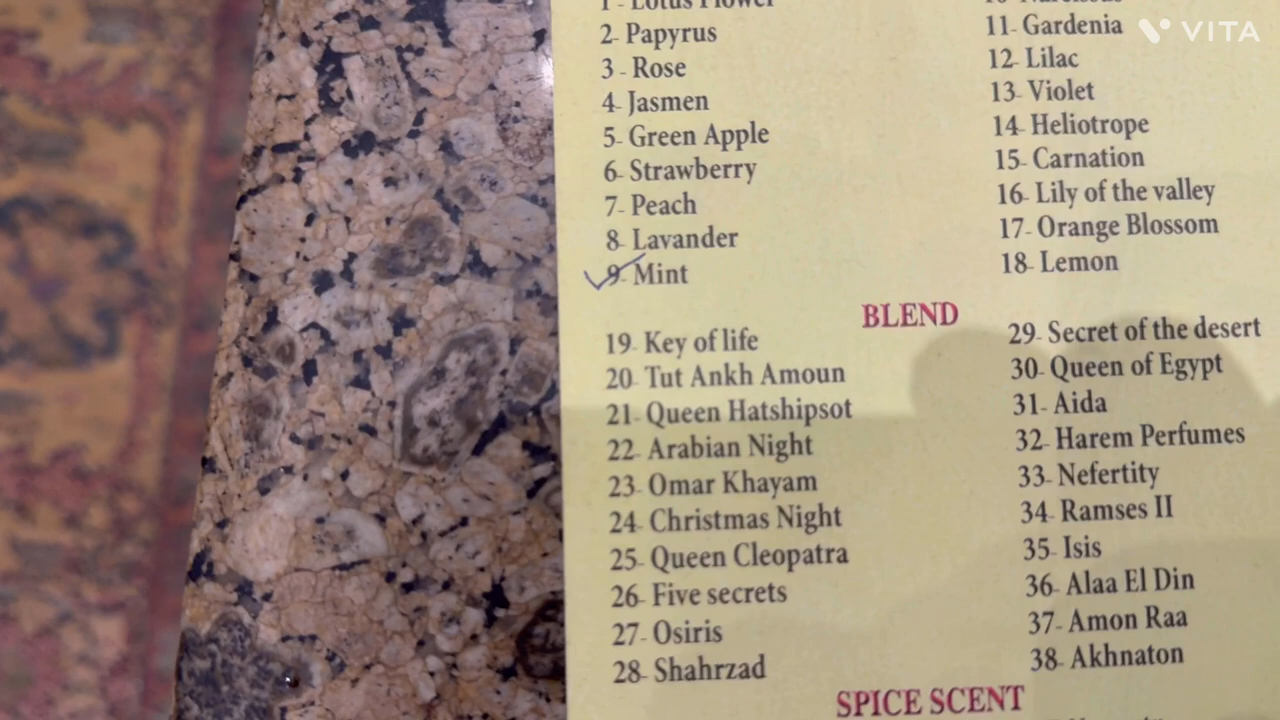 1 - Lotus Flower
2- Papyrus
3 - Rose
4- Jasmen
5- Green Apple
6- Strawberry
7- Peach
8- Lavander
9- Mint
10- Narcissus
11- Gardenia
12- Lilac
13- Violet
14- Heliotrope
15- Carnation
16- Lily of the valley
17- Orange Blossom
18- Lemon
BLEND
19- Key of life
20- Tut Ankh Amoun
21- Queen Hatshipsot
22- Arabian Night
23- Omar Khayam
24- Christmas Night
25- Queen Cleopatra
26- Five secrets
27- Osiris
28- Shahrzad
29- Secret of the desert
30- Queen of Egypt
31- Aida
32- Harem Perfumes
33- Nefertity
34- Ramses II
35- Isis
36- Alaa El Din
37- Amon Raa
38- Akhnaton
SPICE SCENT
VITA